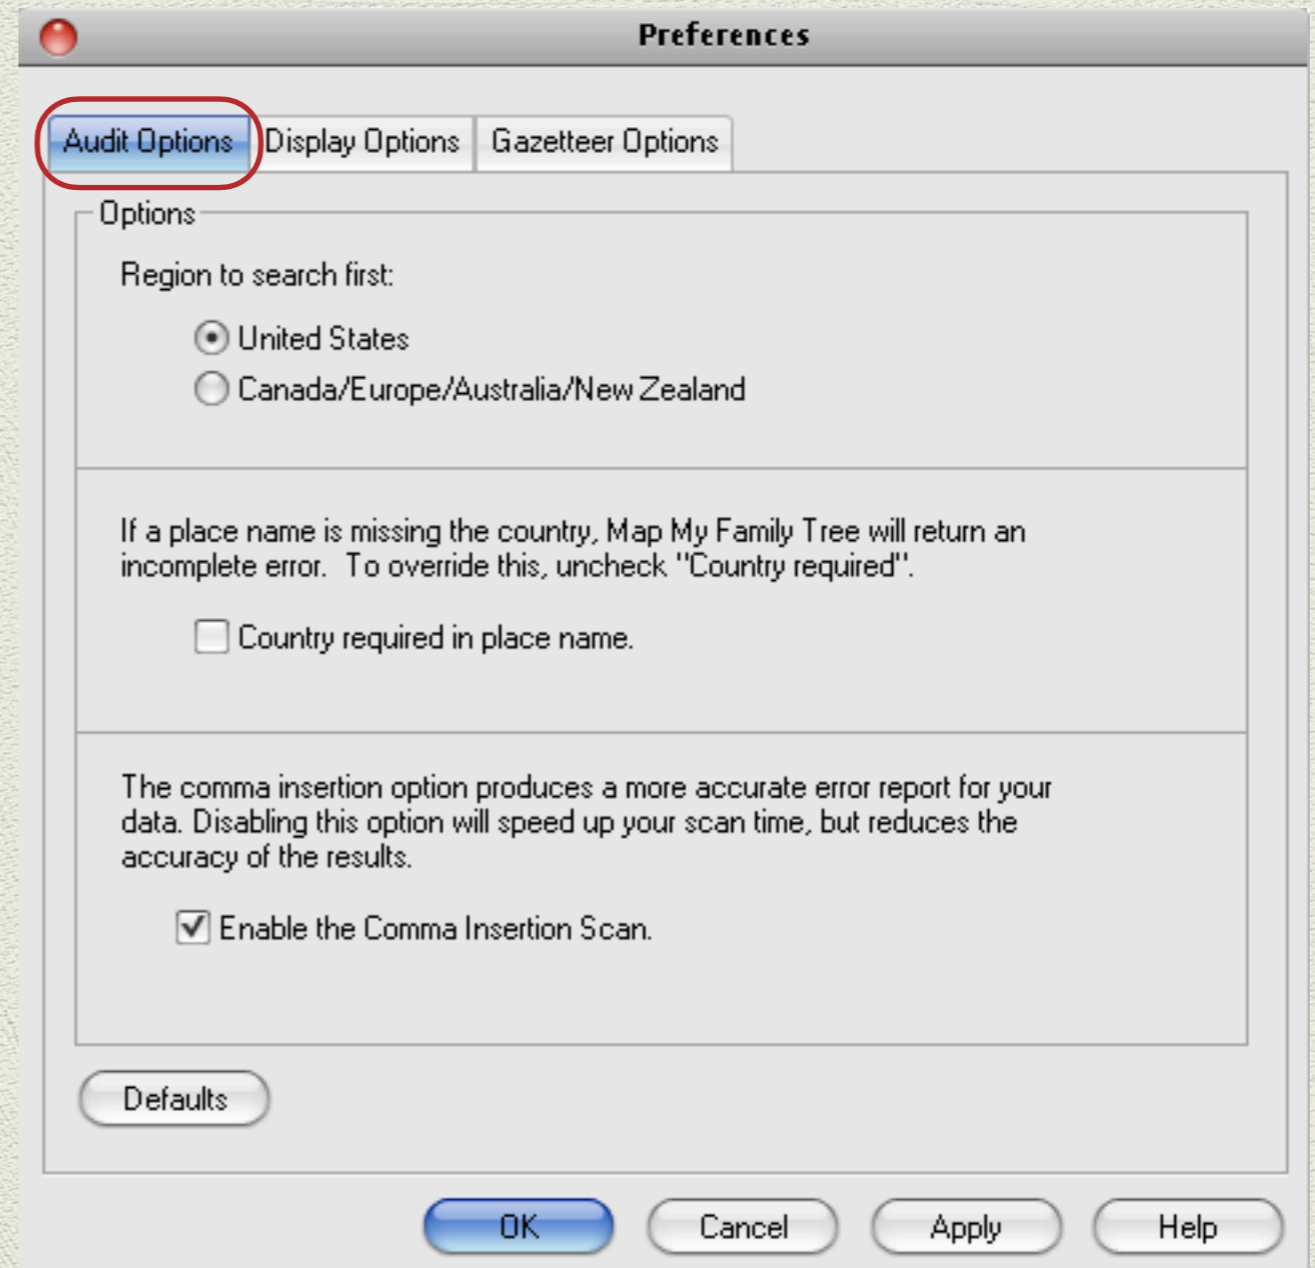 Preferences
Audit Options
Display Options
Gazetteer Options
Options
Region to search first:
United States
Canada/Europe/Australia/New Zealand
If a place name is missing the country, Map My Family Tree will return an
incomplete error.  To override this, uncheck "Country required".
Country required in place name.
The comma insertion option produces a more accurate error report for your
data. Disabling this option will speed up your scan time, but reduces the
accuracy of the results.
Enable the Comma Insertion Scan.
Defaults
OK
Cancel
Apply
Help